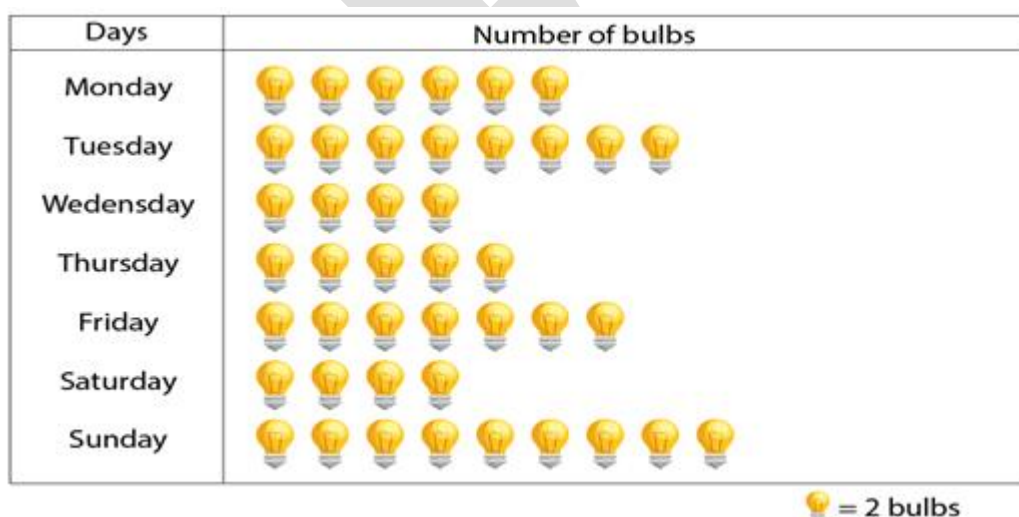 Days Number of bulbs
Monday
Tuesday
Wedensday
Thursday
Friday
Saturday
Sunday
= 2 bulbs